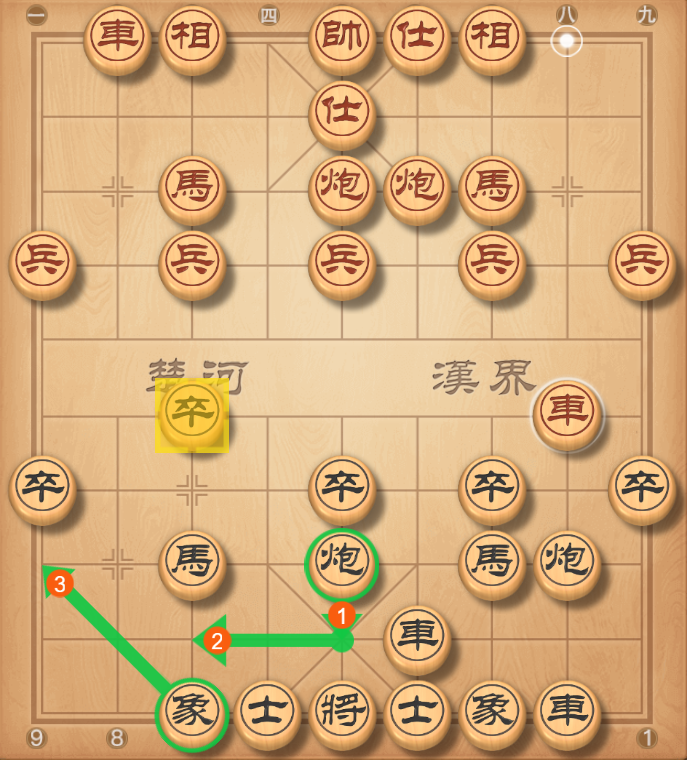 一 四 八 九
車 相 帥 仕 相
仕
馬 炮 炮 馬
兵 兵 兵 兵 兵
楚河 漢界
卒 車
卒 卒 卒 卒
馬 炮 馬 炮
3
1
2 車
象 士 將 士 象 車
9 8 1